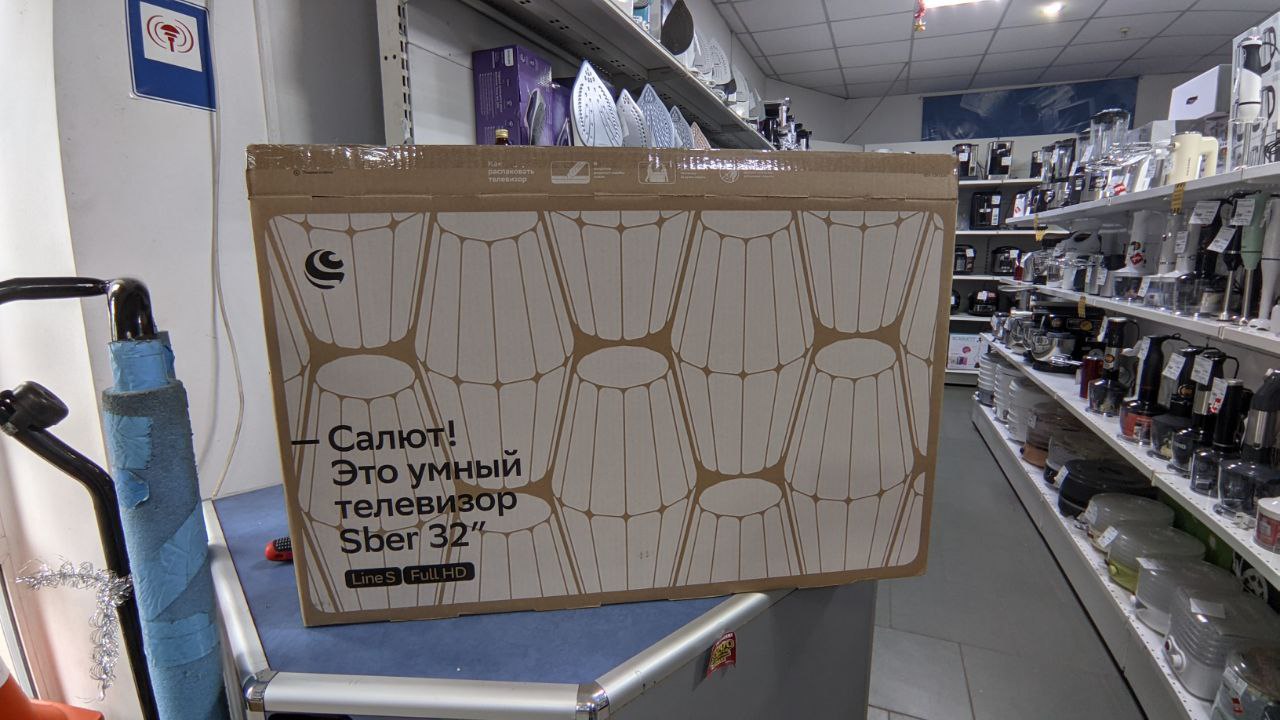 Как
распаковать
телевизор
— Салют!
Это умный
телевизор
Sber 32”
Line S Full HD